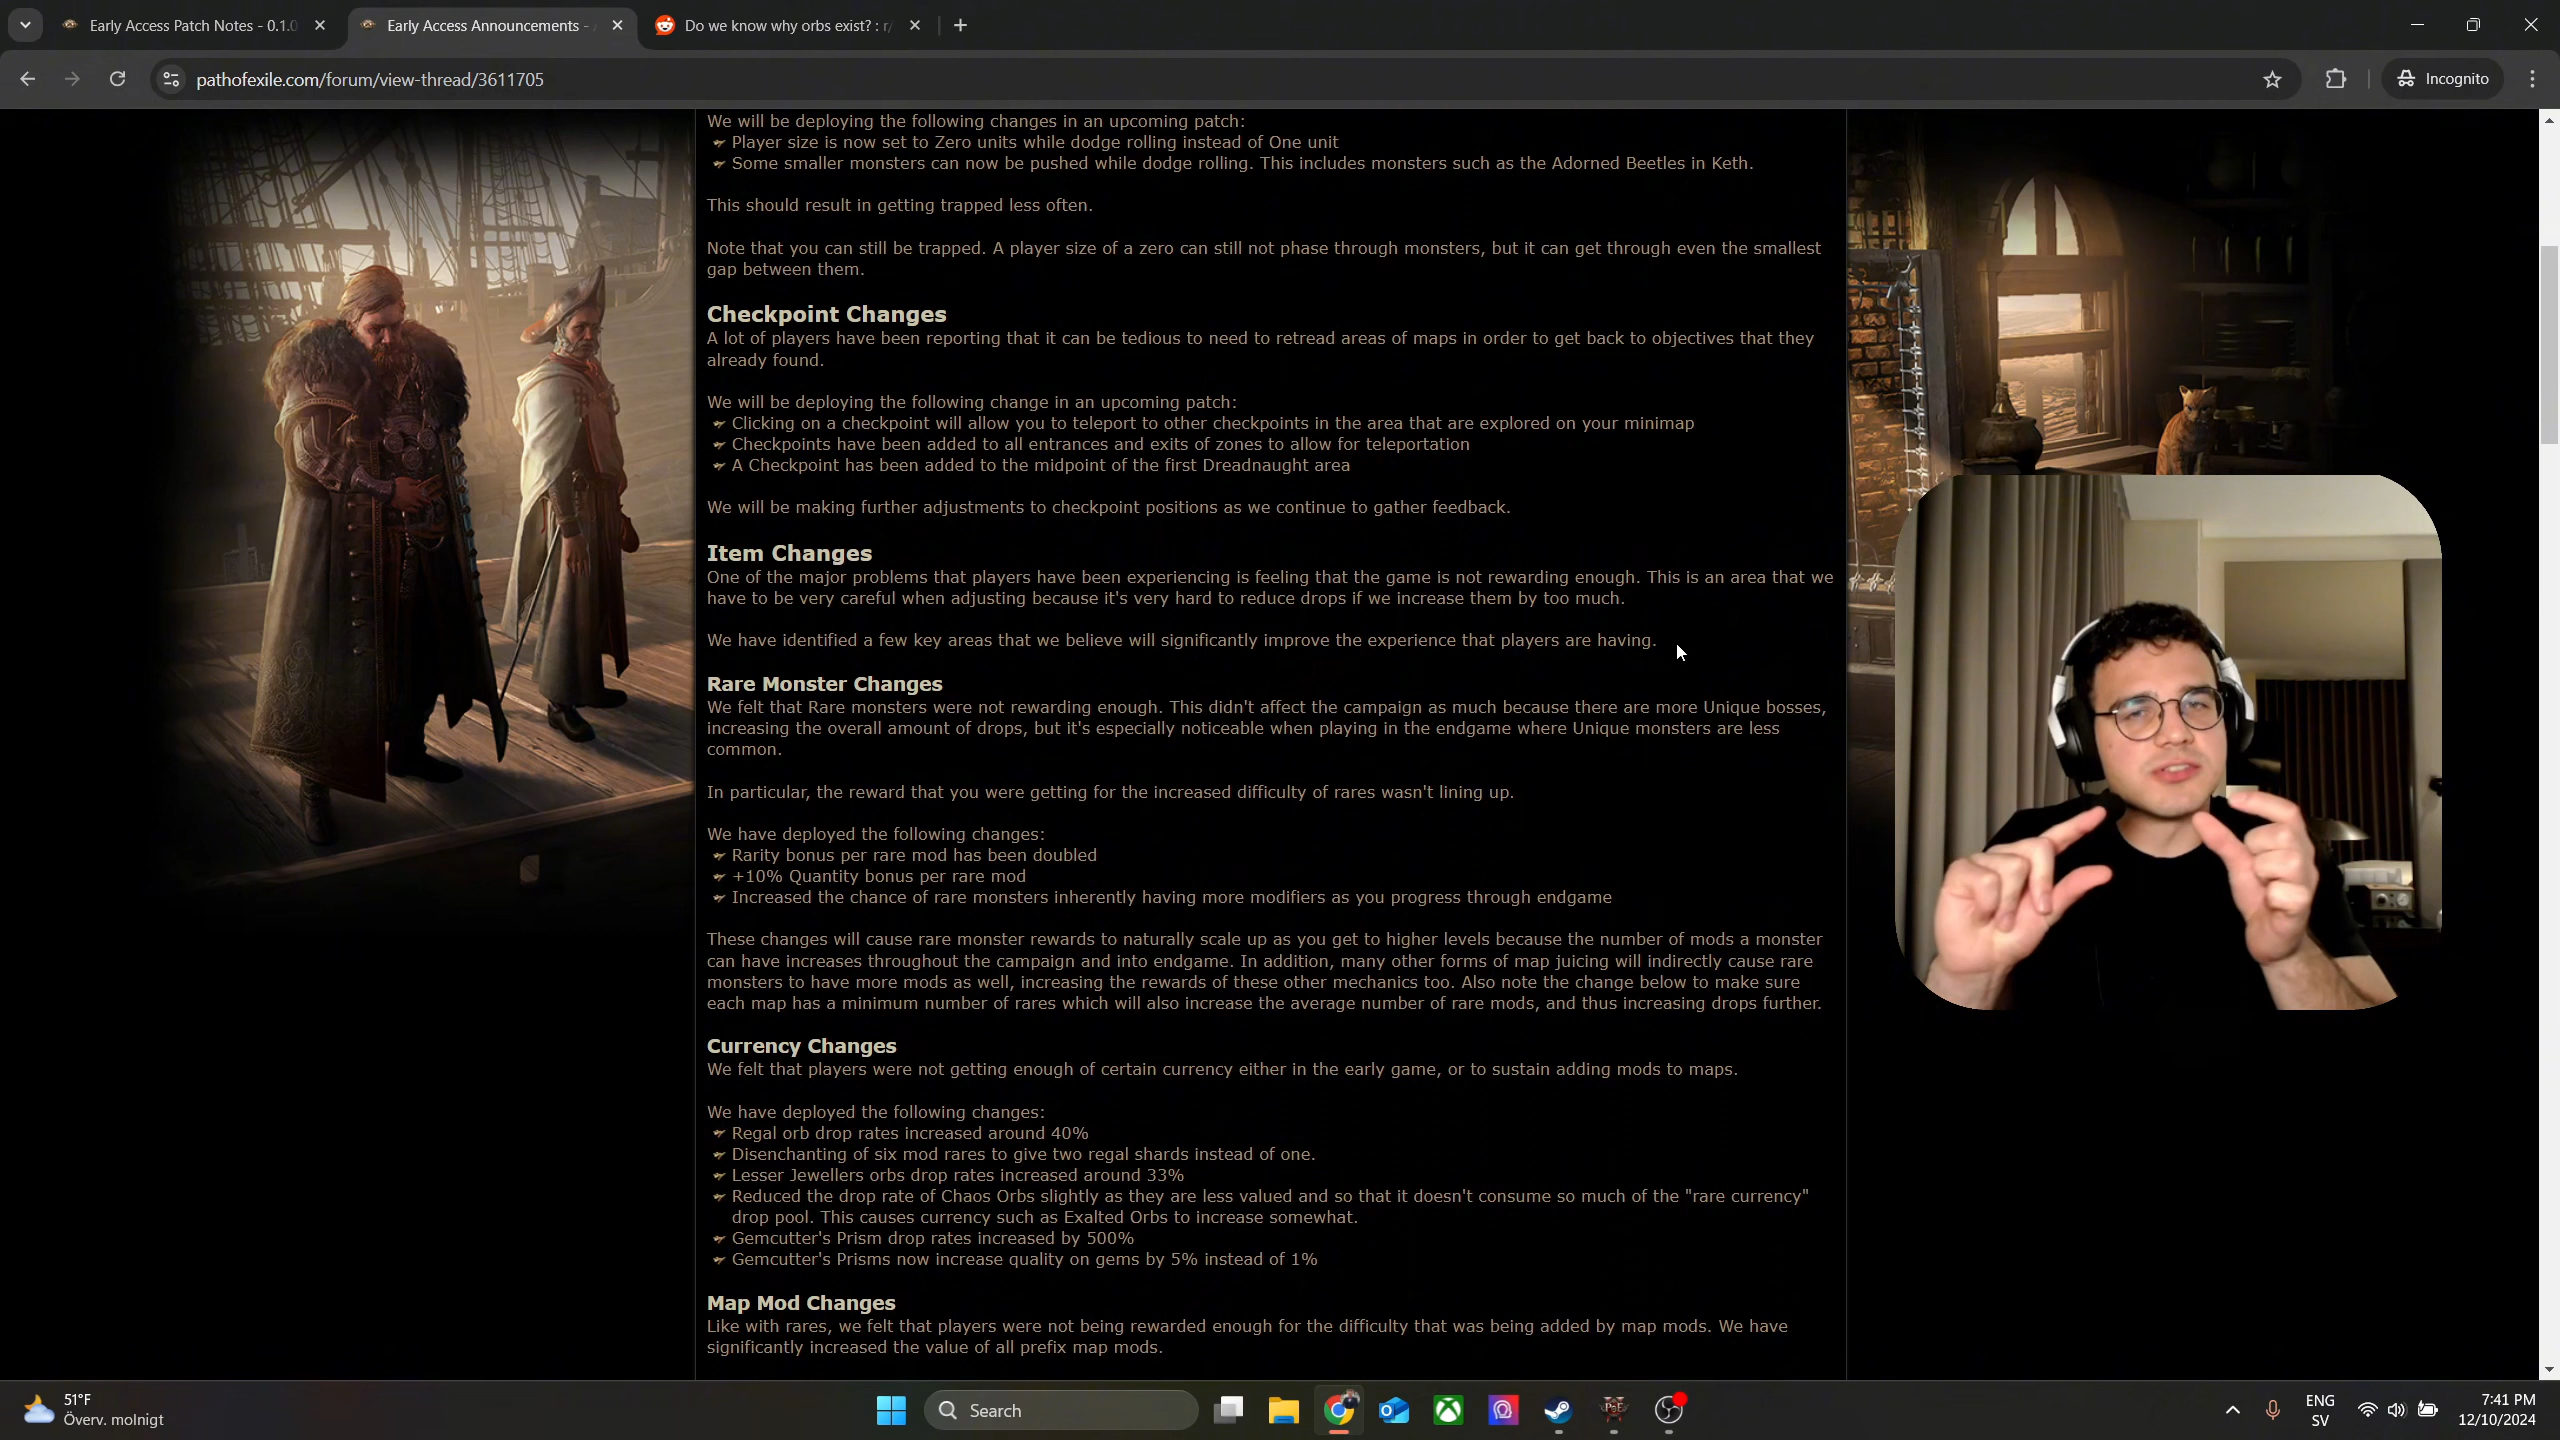 Early Access Patch Notes - 0.1.0
Early Access Announcements -
Do we know why orbs exist? : r/
pathofexile.com/forum/view-thread/3611705
Incognito
We will be deploying the following changes in an upcoming patch:
Player size is now set to Zero units while dodge rolling instead of One unit
Some smaller monsters can now be pushed while dodge rolling. This includes monsters such as the Adorned Beetles in Keth.
This should result in getting trapped less often.
Note that you can still be trapped. A player size of a zero can still not phase through monsters, but it can get through even the smallest
gap between them.
Checkpoint Changes
A lot of players have been reporting that it can be tedious to need to retread areas of maps in order to get back to objectives that they
already found.
We will be deploying the following change in an upcoming patch:
Clicking on a checkpoint will allow you to teleport to other checkpoints in the area that are explored on your minimap
Checkpoints have been added to all entrances and exits of zones to allow for teleportation
A Checkpoint has been added to the midpoint of the first Dreadnaught area
We will be making further adjustments to checkpoint positions as we continue to gather feedback.
Item Changes
One of the major problems that players have been experiencing is feeling that the game is not rewarding enough. This is an area that we
have to be very careful when adjusting because it's very hard to reduce drops if we increase them by too much.
We have identified a few key areas that we believe will significantly improve the experience that players are having.
Rare Monster Changes
We felt that Rare monsters were not rewarding enough. This didn't affect the campaign as much because there are more Unique bosses,
increasing the overall amount of drops, but it's especially noticeable when playing in the endgame where Unique monsters are less
common.
In particular, the reward that you were getting for the increased difficulty of rares wasn't lining up.
We have deployed the following changes:
Rarity bonus per rare mod has been doubled
+10% Quantity bonus per rare mod
Increased the chance of rare monsters inherently having more modifiers as you progress through endgame
These changes will cause rare monster rewards to naturally scale up as you get to higher levels because the number of mods a monster
can have increases throughout the campaign and into endgame. In addition, many other forms of map juicing will indirectly cause rare
monsters to have more mods as well, increasing the rewards of these other mechanics too. Also note the change below to make sure
each map has a minimum number of rares which will also increase the average number of rare mods, and thus increasing drops further.
Currency Changes
We felt that players were not getting enough of certain currency either in the early game, or to sustain adding mods to maps.
We have deployed the following changes:
Regal orb drop rates increased around 40%
Disenchanting of six mod rares to give two regal shards instead of one.
Lesser Jewellers orbs drop rates increased around 33%
Reduced the drop rate of Chaos Orbs slightly as they are less valued and so that it doesn't consume so much of the "rare currency"
drop pool. This causes currency such as Exalted Orbs to increase somewhat.
Gemcutter's Prism drop rates increased by 500%
Gemcutter's Prisms now increase quality on gems by 5% instead of 1%
Map Mod Changes
Like with rares, we felt that players were not being rewarded enough for the difficulty that was being added by map mods. We have
significantly increased the value of all prefix map mods.
51°F
Överv. molnigt
Search
ENG
SV
7:41 PM
12/10/2024